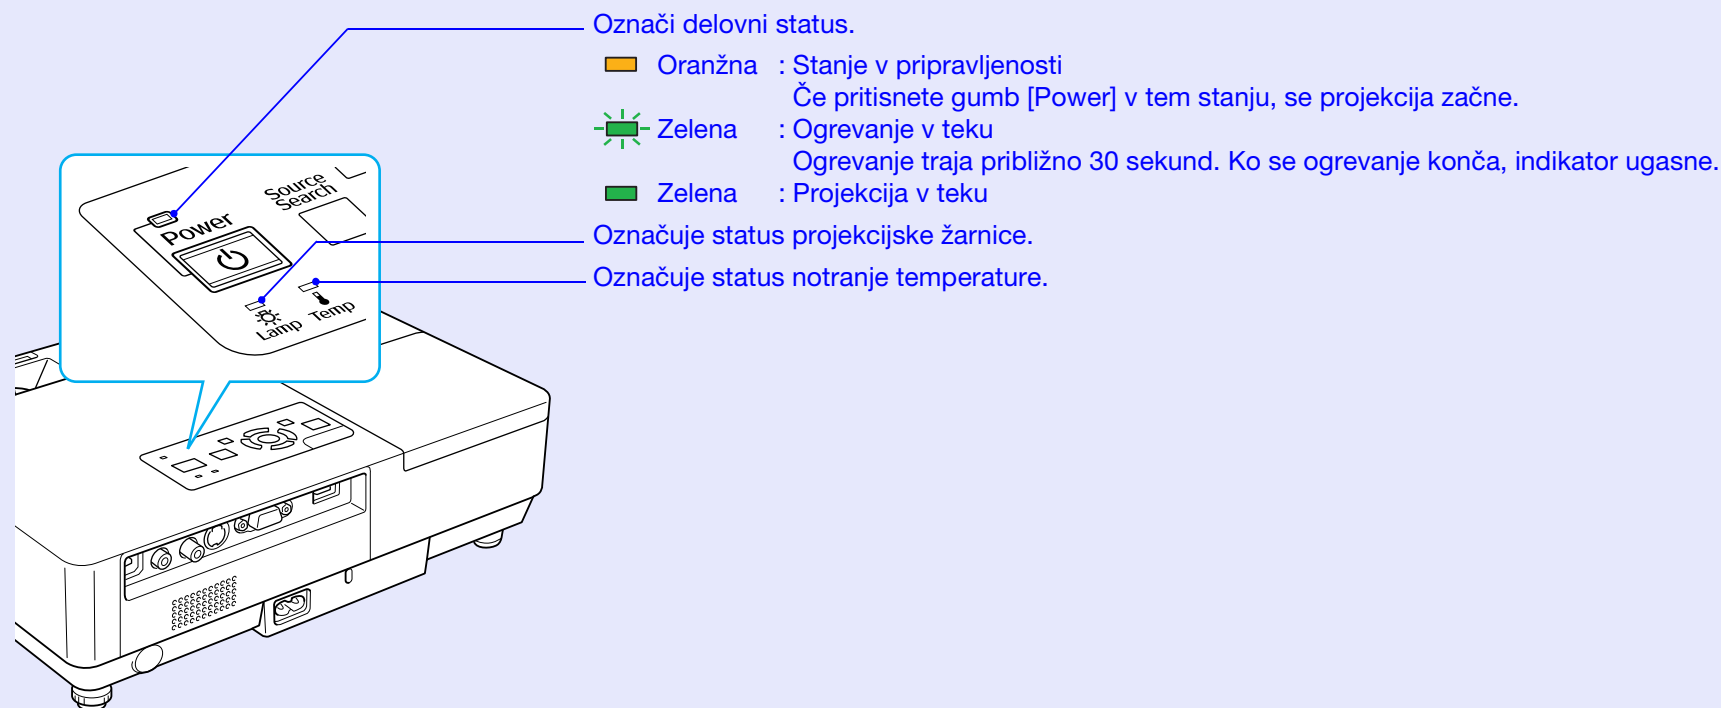 Označi delovni status.
Oranžna : Stanje v pripravljenosti
Če pritisnete gumb [Power] v tem stanju, se projekcija začne.
Zelena : Ogrevanje v teku
Ogrevanje traja približno 30 sekund. Ko se ogrevanje konča, indikator ugasne.
Zelena : Projekcija v teku
Označuje status projekcijske žarnice.
Označuje status notranje temperature.
Source
Search
Power
Lamp
Temp